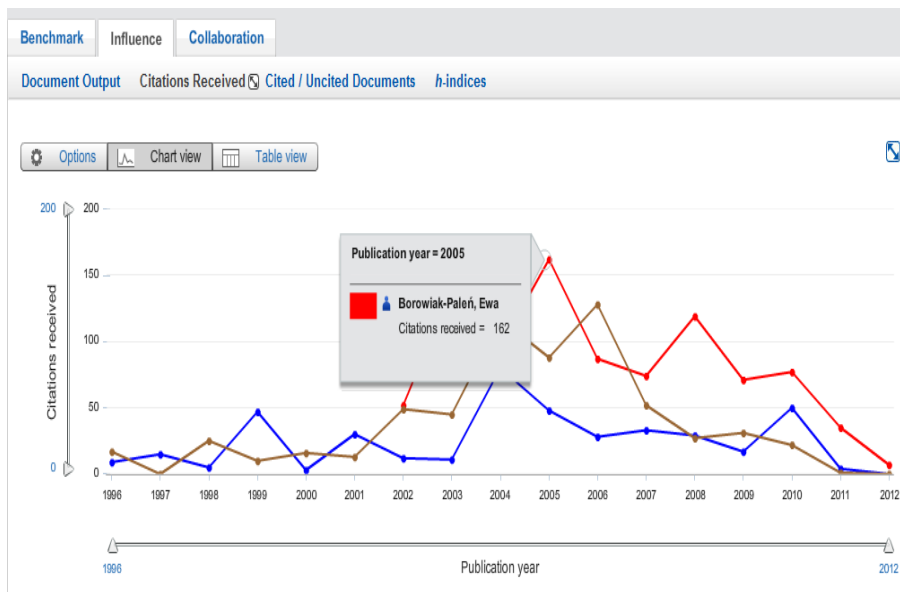 Benchmark Influence Collaboration
Document Output Citations Received Cited / Uncited Documents h-indices
Options Chart view Table view
200 200
Publication year = 2005
150
Borowiak-Paleń, Ewa
Citations received = 162
100
Citations received
50
0 0
1996 1997 1998 1999 2000 2001 2002 2003 2004 2005 2006 2007 2008 2009 2010 2011 2012
1996 Publication year 2012